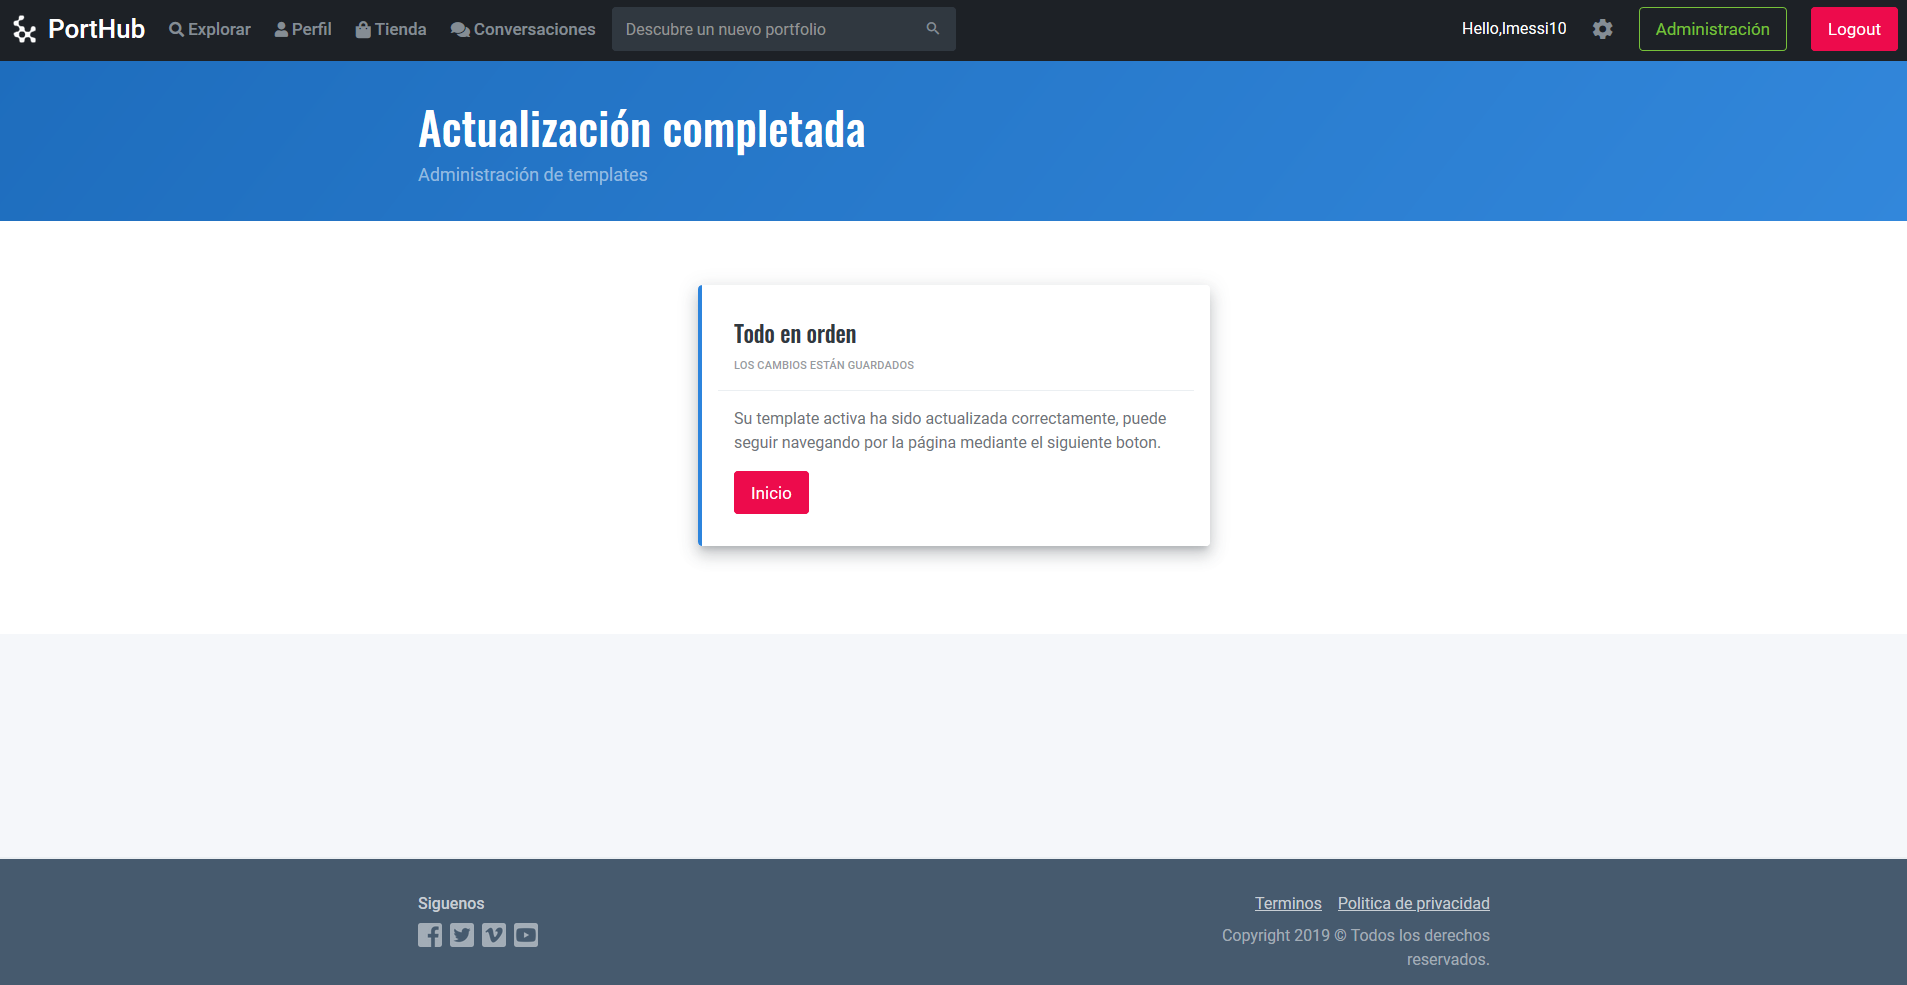 PortHub Explorar Perfil Tienda Conversaciones Descubre un nuevo portfolio Hello,lmessi10 Administración Logout
Actualización completada
Administración de templates
Todo en orden
LOS CAMBIOS ESTÁN GUARDADOS
Su template activa ha sido actualizada correctamente, puede
seguir navegando por la página mediante el siguiente boton.
Inicio
Siguenos
Terminos Politica de privacidad
Copyright 2019 © Todos los derechos
reservados.